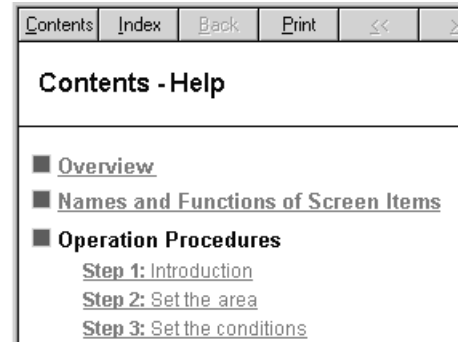 Contents Index Back Print <<
Contents - Help
Overview
Names and Functions of Screen Items
Operation Procedures
Step 1: Introduction
Step 2: Set the area
Step 3: Set the conditions